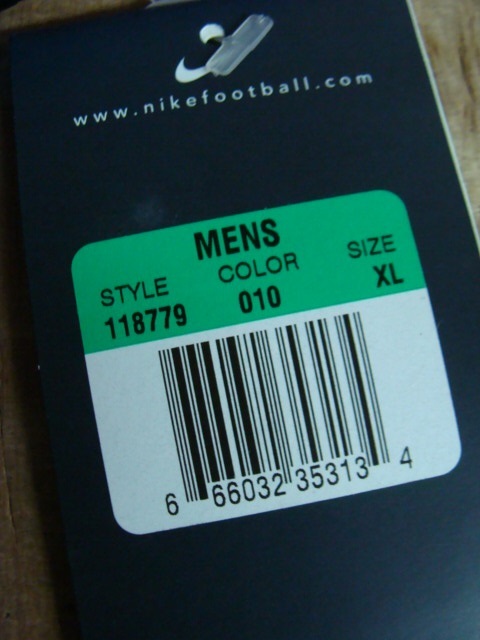 www.nikefootball.com
MENS
STYLE COLOR SIZE
118779 010 XL
6 66032 35313 4